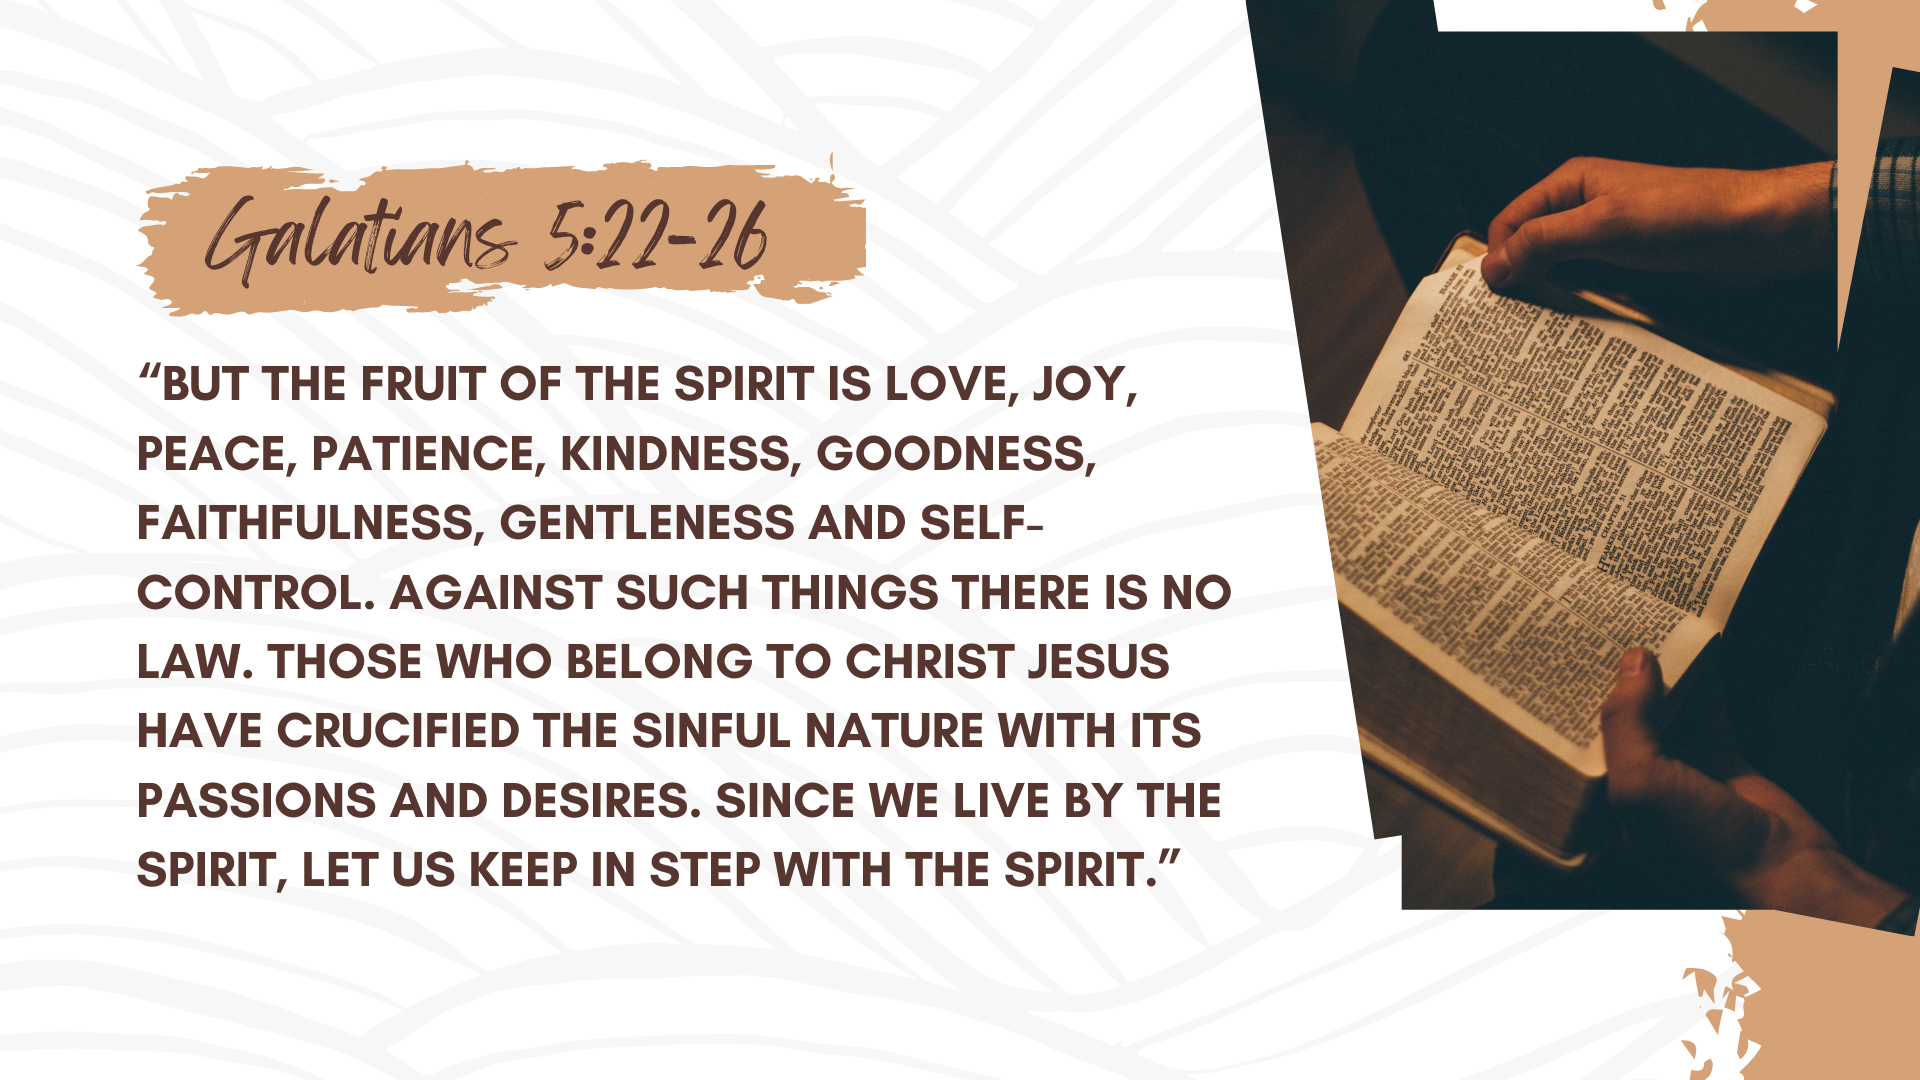 Galatians 5:22-26
“BUT THE FRUIT OF THE SPIRIT IS LOVE, JOY,
PEACE, PATIENCE, KINDNESS, GOODNESS,
FAITHFULNESS, GENTLENESS AND SELF-
CONTROL. AGAINST SUCH THINGS THERE IS NO
LAW. THOSE WHO BELONG TO CHRIST JESUS
HAVE CRUCIFIED THE SINFUL NATURE WITH ITS
PASSIONS AND DESIRES. SINCE WE LIVE BY THE
SPIRIT, LET US KEEP IN STEP WITH THE SPIRIT.”